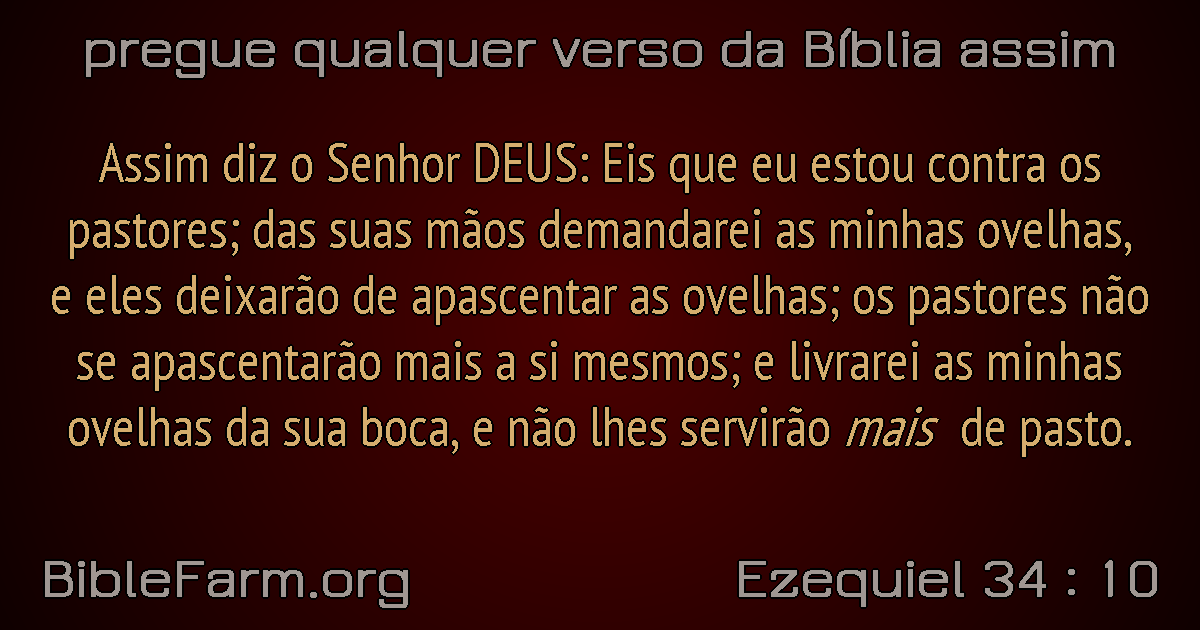 pregue qualquer verso da Bíblia assim
Assim diz o Senhor DEUS: Eis que eu estou contra os
pastores; das suas mãos demandarei as minhas ovelhas,
e eles deixarão de apascentar as ovelhas; os pastores não
se apascentarão mais a si mesmos; e livrarei as minhas
ovelhas da sua boca, e não lhes servirão mais de pasto.
BibleFarm.org
Ezequiel 34 : 10